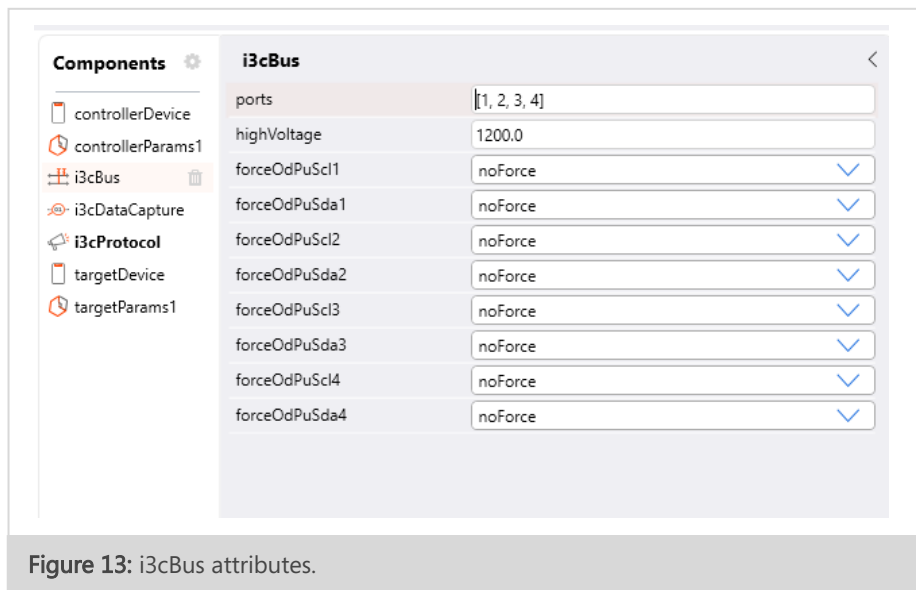 Components
controllerDevice
controllerParams1
i3cBus
i3cDataCapture
i3cProtocol
targetDevice
targetParams1
i3cBus
ports [1, 2, 3, 4]
highVoltage 1200.0
forceOdPuScl1 noForce
forceOdPuSda1 noForce
forceOdPuScl2 noForce
forceOdPuSda2 noForce
forceOdPuScl3 noForce
forceOdPuSda3 noForce
forceOdPuScl4 noForce
forceOdPuSda4 noForce
Figure 13: i3cBus attributes.